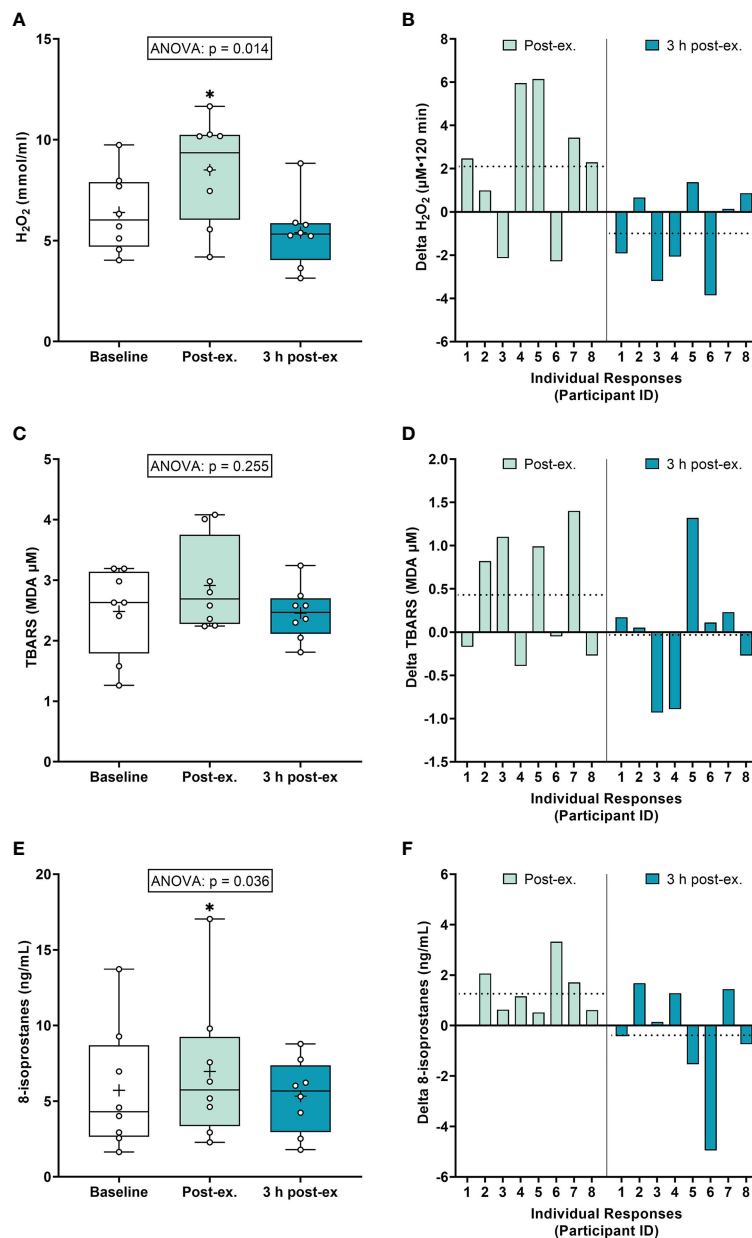 A
ANOVA: p = 0.014
*
H₂O₂ (mmol/ml)
15
10
5
0
Baseline Post-ex. 3 h post-ex
B
Post-ex. 3 h post-ex.
Delta H₂O₂ (µM•120 min)
8
6
4
2
0
-2
-4
-6
1 2 3 4 5 6 7 8 1 2 3 4 5 6 7 8
Individual Responses
(Participant ID)
C
ANOVA: p = 0.255
TBARS (MDA µM)
5
4
3
2
1
0
Baseline Post-ex. 3 h post-ex
D
Post-ex. 3 h post-ex.
Delta TBARS (MDA µM)
2.0
1.5
1.0
0.5
0.0
-0.5
-1.0
-1.5
1 2 3 4 5 6 7 8 1 2 3 4 5 6 7 8
Individual Responses
(Participant ID)
E
ANOVA: p = 0.036
*
8-isoprostanes (ng/mL)
20
15
10
5
0
Baseline Post-ex. 3 h post-ex
F
Post-ex. 3 h post-ex.
Delta 8-isoprostanes (ng/mL)
6
4
2
0
-2
-4
-6
1 2 3 4 5 6 7 8 1 2 3 4 5 6 7 8
Individual Responses
(Participant ID)